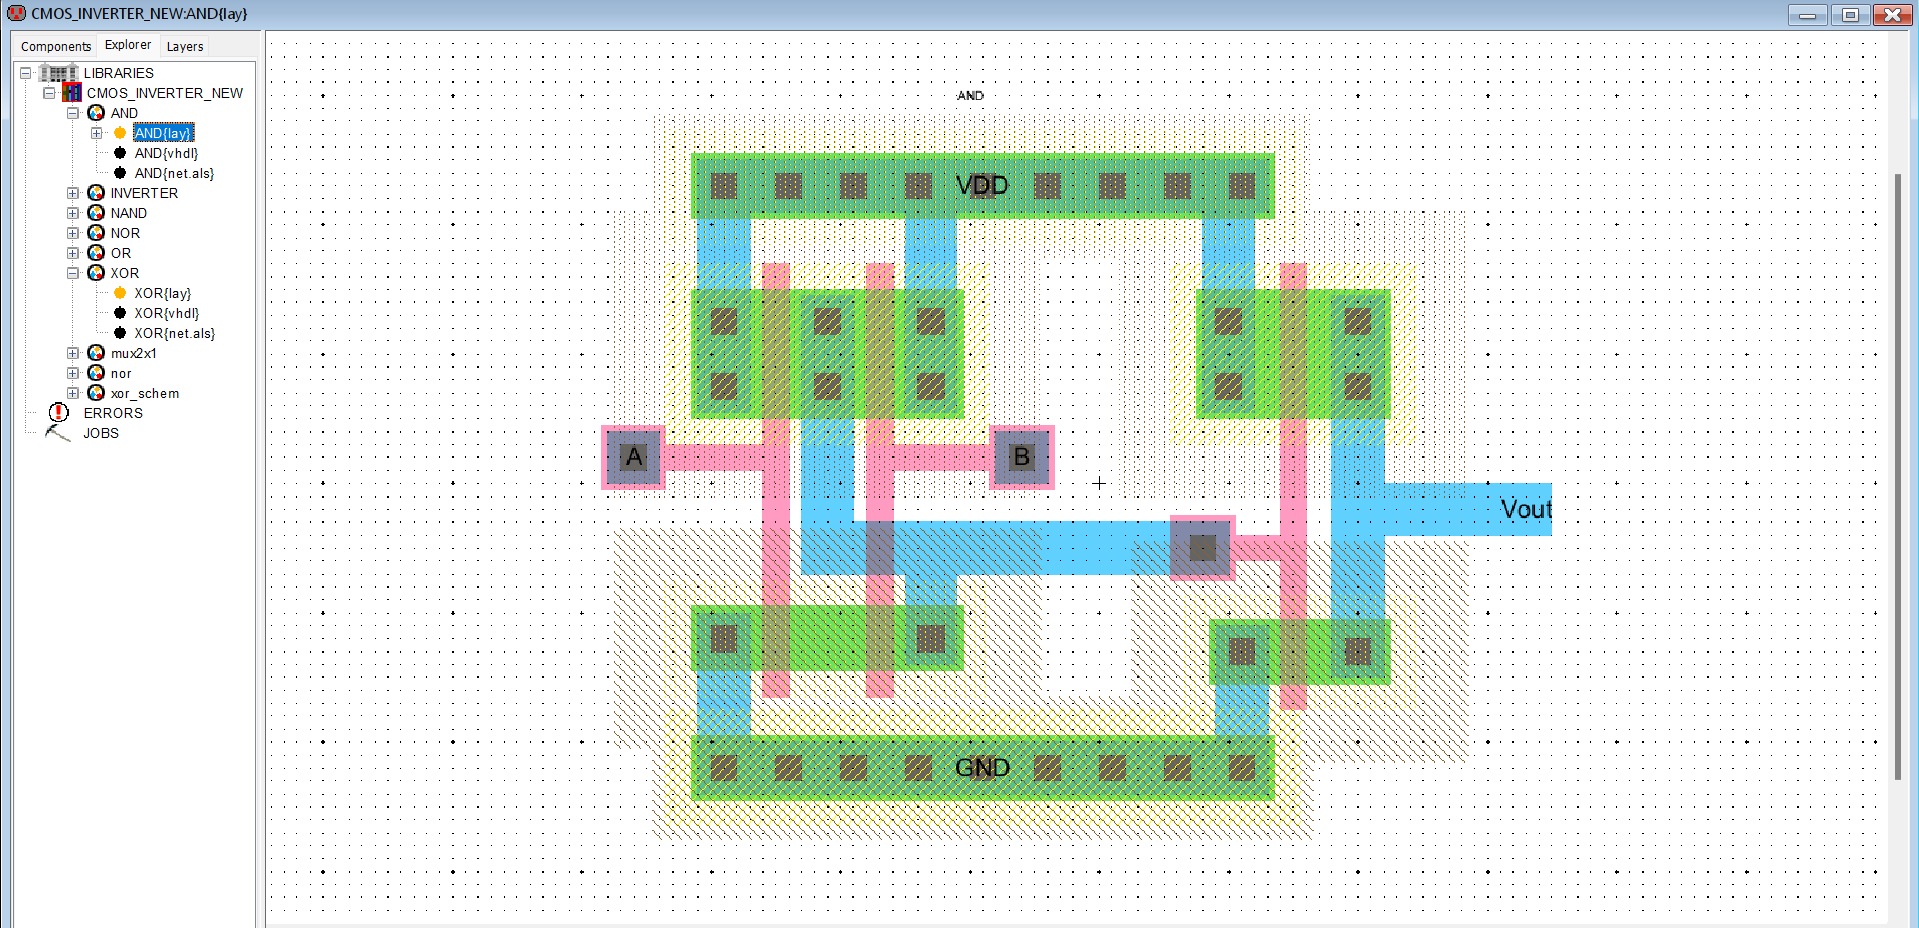 CMOS_INVERTER_NEW:AND{lay}
Components Explorer Layers
LIBRARIES
CMOS_INVERTER_NEW
AND
AND{lay}
AND{vhdl}
AND{net.als}
INVERTER
NAND
NOR
OR
XOR
XOR{lay}
XOR{vhdl}
XOR{net.als}
mux2x1
nor
xor_schem
ERRORS
JOBS
AND
VDD
A
B
Vout
GND